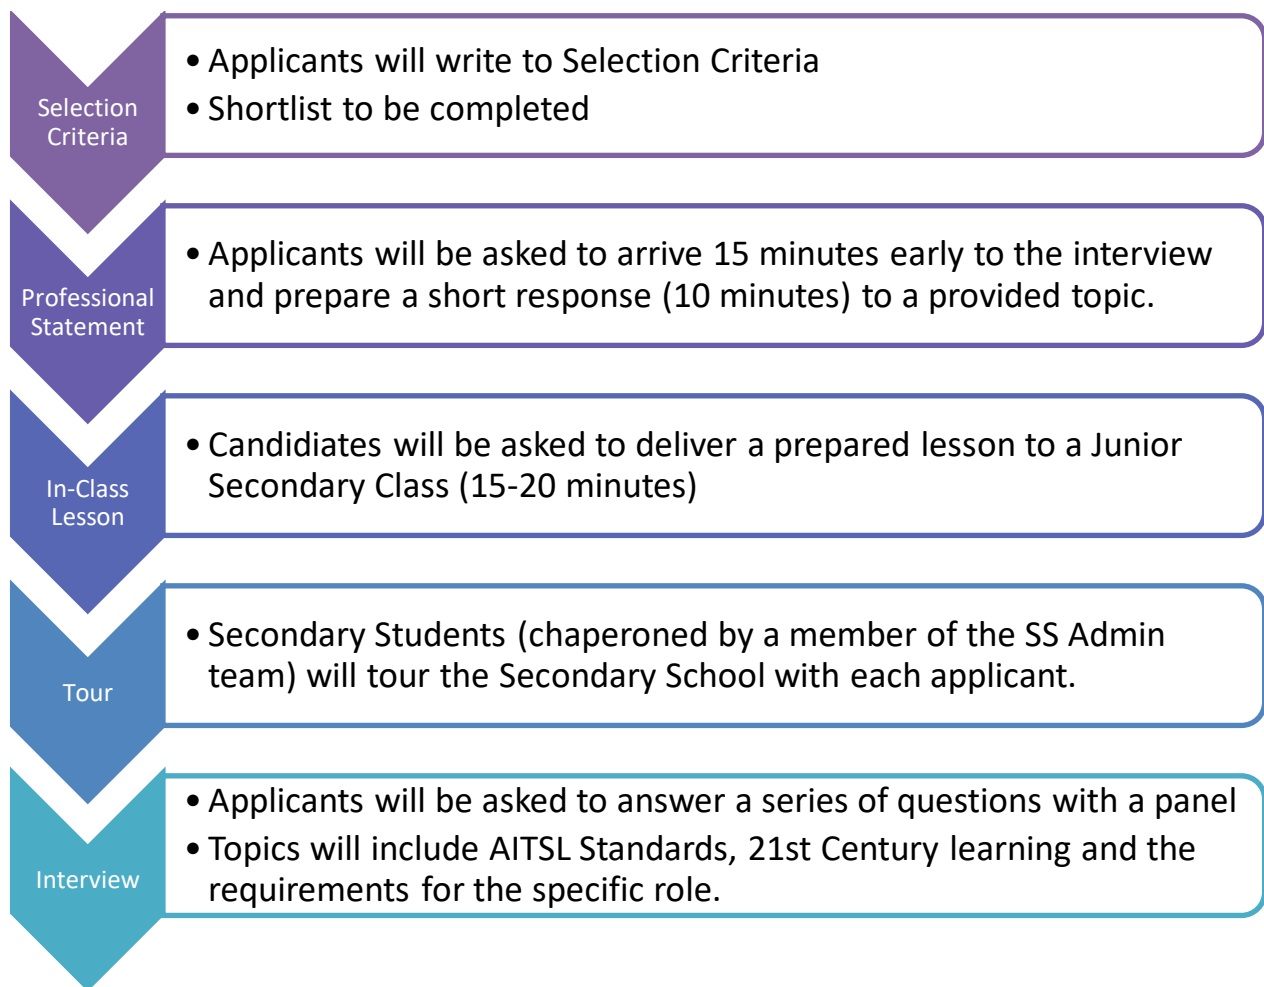 Selection
Criteria
• Applicants will write to Selection Criteria
• Shortlist to be completed
Professional
Statement
• Applicants will be asked to arrive 15 minutes early to the interview
and prepare a short response (10 minutes) to a provided topic.
In-Class
Lesson
• Candidiates will be asked to deliver a prepared lesson to a Junior
Secondary Class (15-20 minutes)
Tour
• Secondary Students (chaperoned by a member of the SS Admin
team) will tour the Secondary School with each applicant.
Interview
• Applicants will be asked to answer a series of questions with a panel
• Topics will include AITSL Standards, 21st Century learning and the
requirements for the specific role.